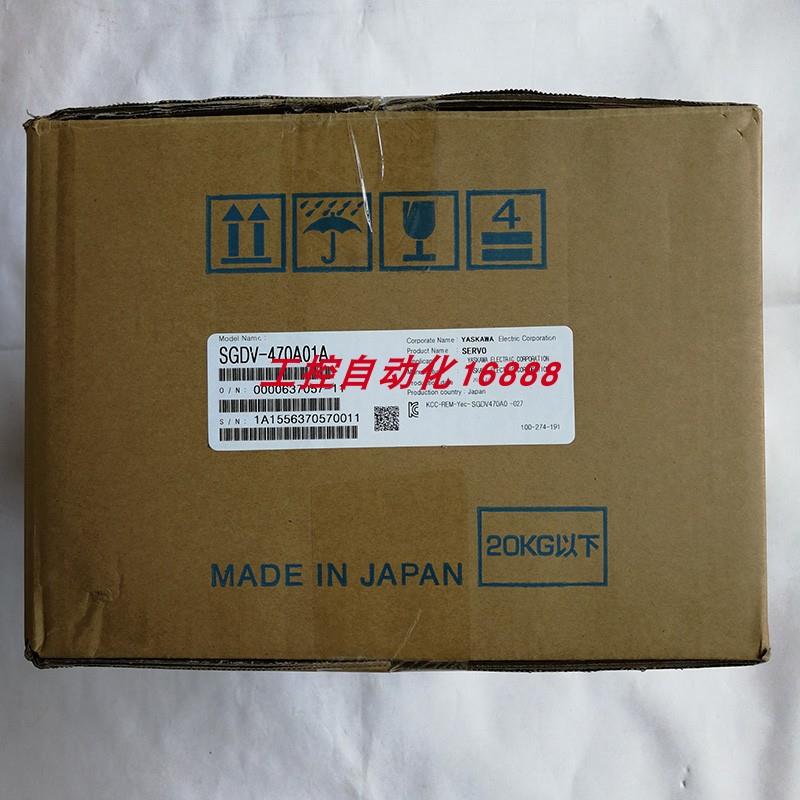 4
Model Name :
SGDV-470A01A
Corporate Name : YASKAWA Electric Corporation
Product Name : SERVO
YASKAWA ELECTRIC CORPORATION
工控自动化16888
O/N: 0000637057-11
Production country : Japan
KCC-REM-Yec-SGDV470A0 -027
S/N: 1A1556370570011
100-274-191
20KG以下
MADE IN JAPAN